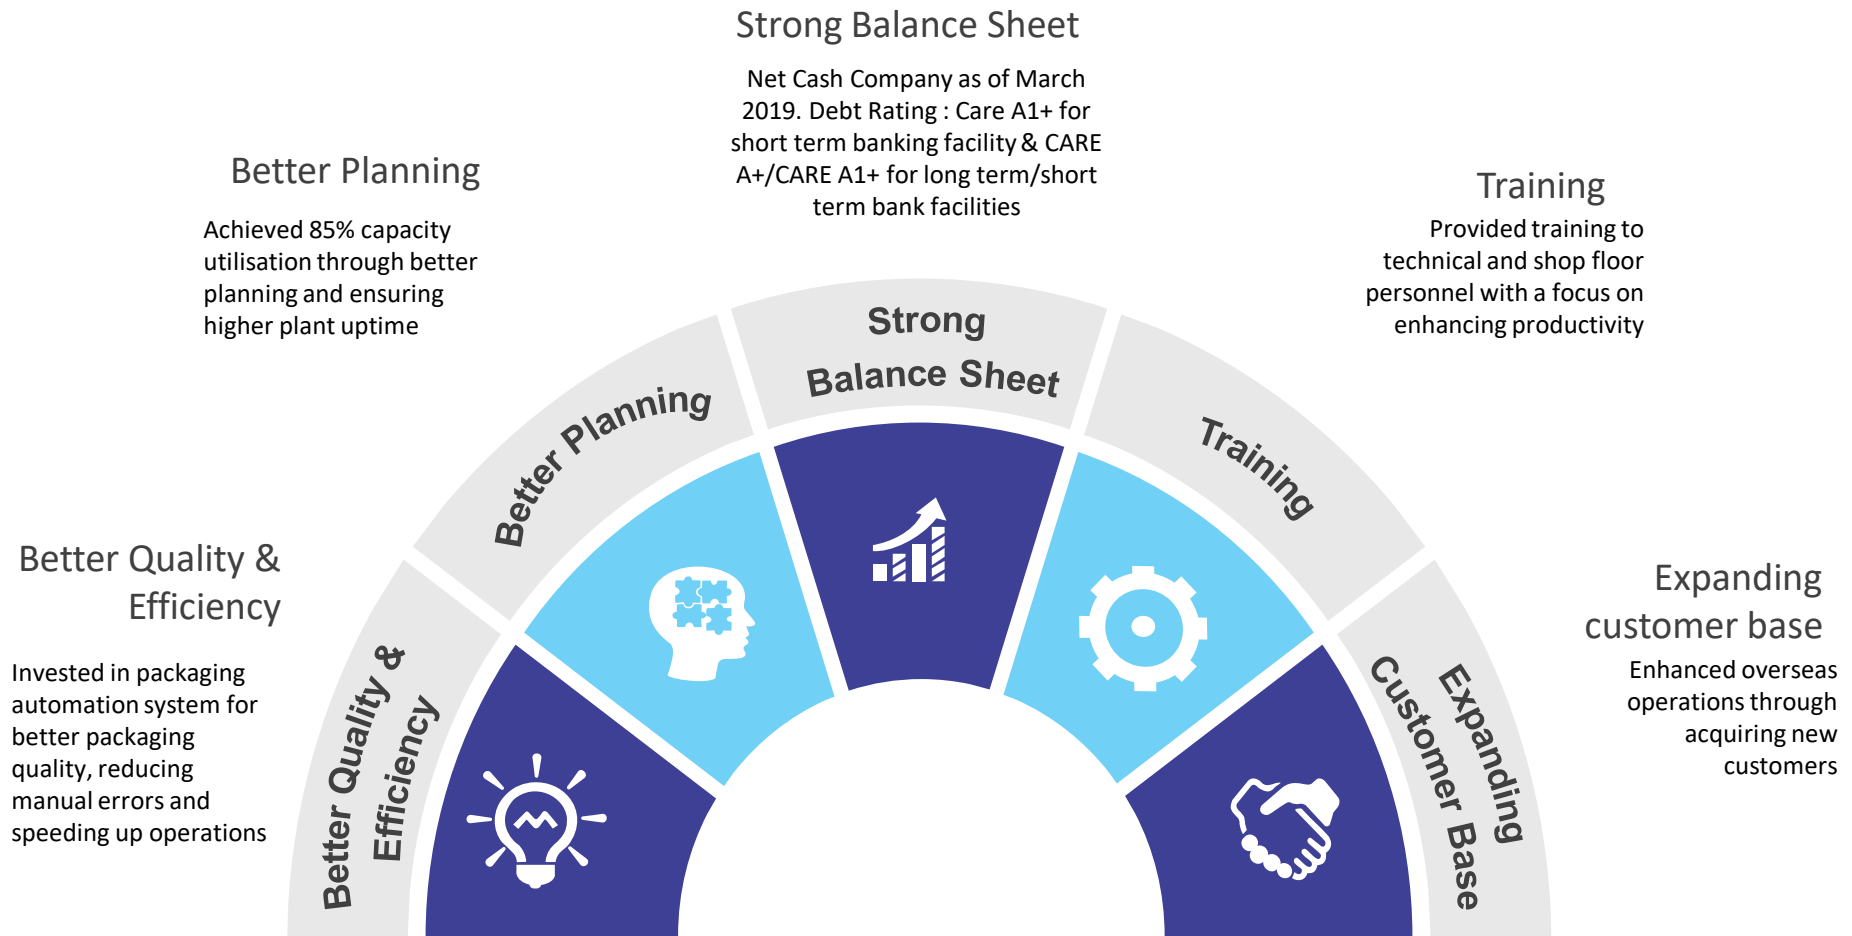 Strong Balance Sheet
Net Cash Company as of March
2019. Debt Rating : Care A1+ for
short term banking facility & CARE
A+/CARE A1+ for long term/short
term bank facilities
Better Planning
Achieved 85% capacity
utilisation through better
planning and ensuring
higher plant uptime
Training
Provided training to
technical and shop floor
personnel with a focus on
enhancing productivity
Better Quality &
Efficiency
Invested in packaging
automation system for
better packaging
quality, reducing
manual errors and
speeding up operations
Expanding
customer base
Enhanced overseas
operations through
acquiring new
customers
Better Quality &
Efficiency
Better Planning
Strong
Balance Sheet
Training
Expanding
Customer Base